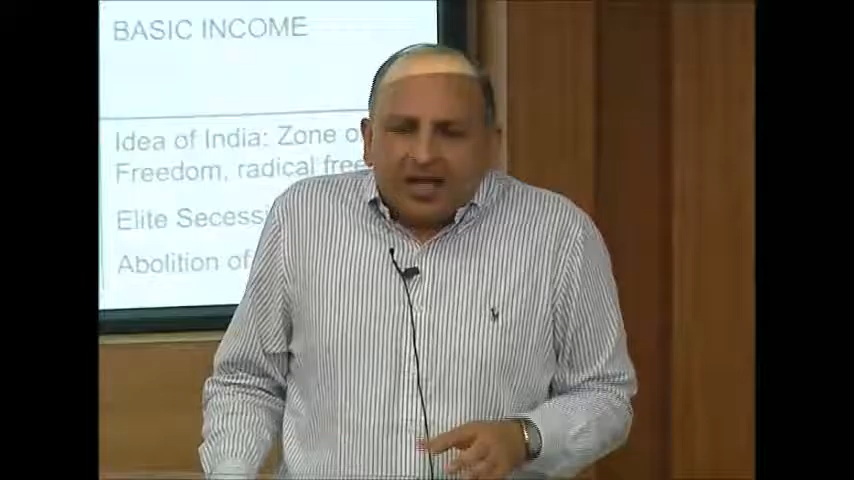 BASIC INCOME
Idea of India: Zone o
Freedom, radical free
Elite Secess
Abolition of